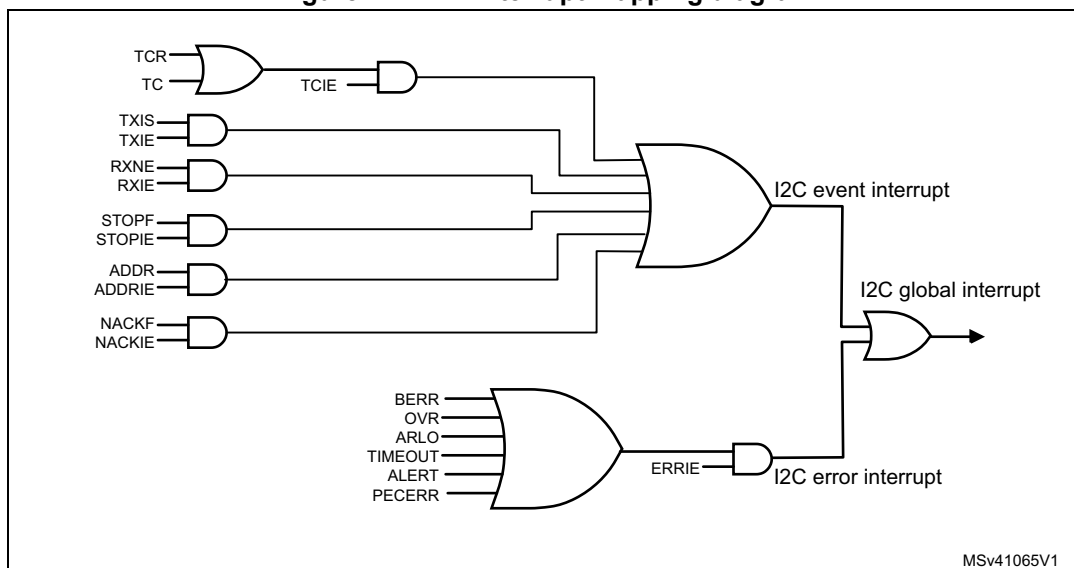 TCR
TC
TCIE
TXIS
TXIE
RXNE
RXIE
STOPF
STOPIE
ADDR
ADDRIE
NACKF
NACKIE
I2C event interrupt
I2C global interrupt
BERR
OVR
ARLO
TIMEOUT
ALERT
PECERR
ERRIE
I2C error interrupt
MSv41065V1